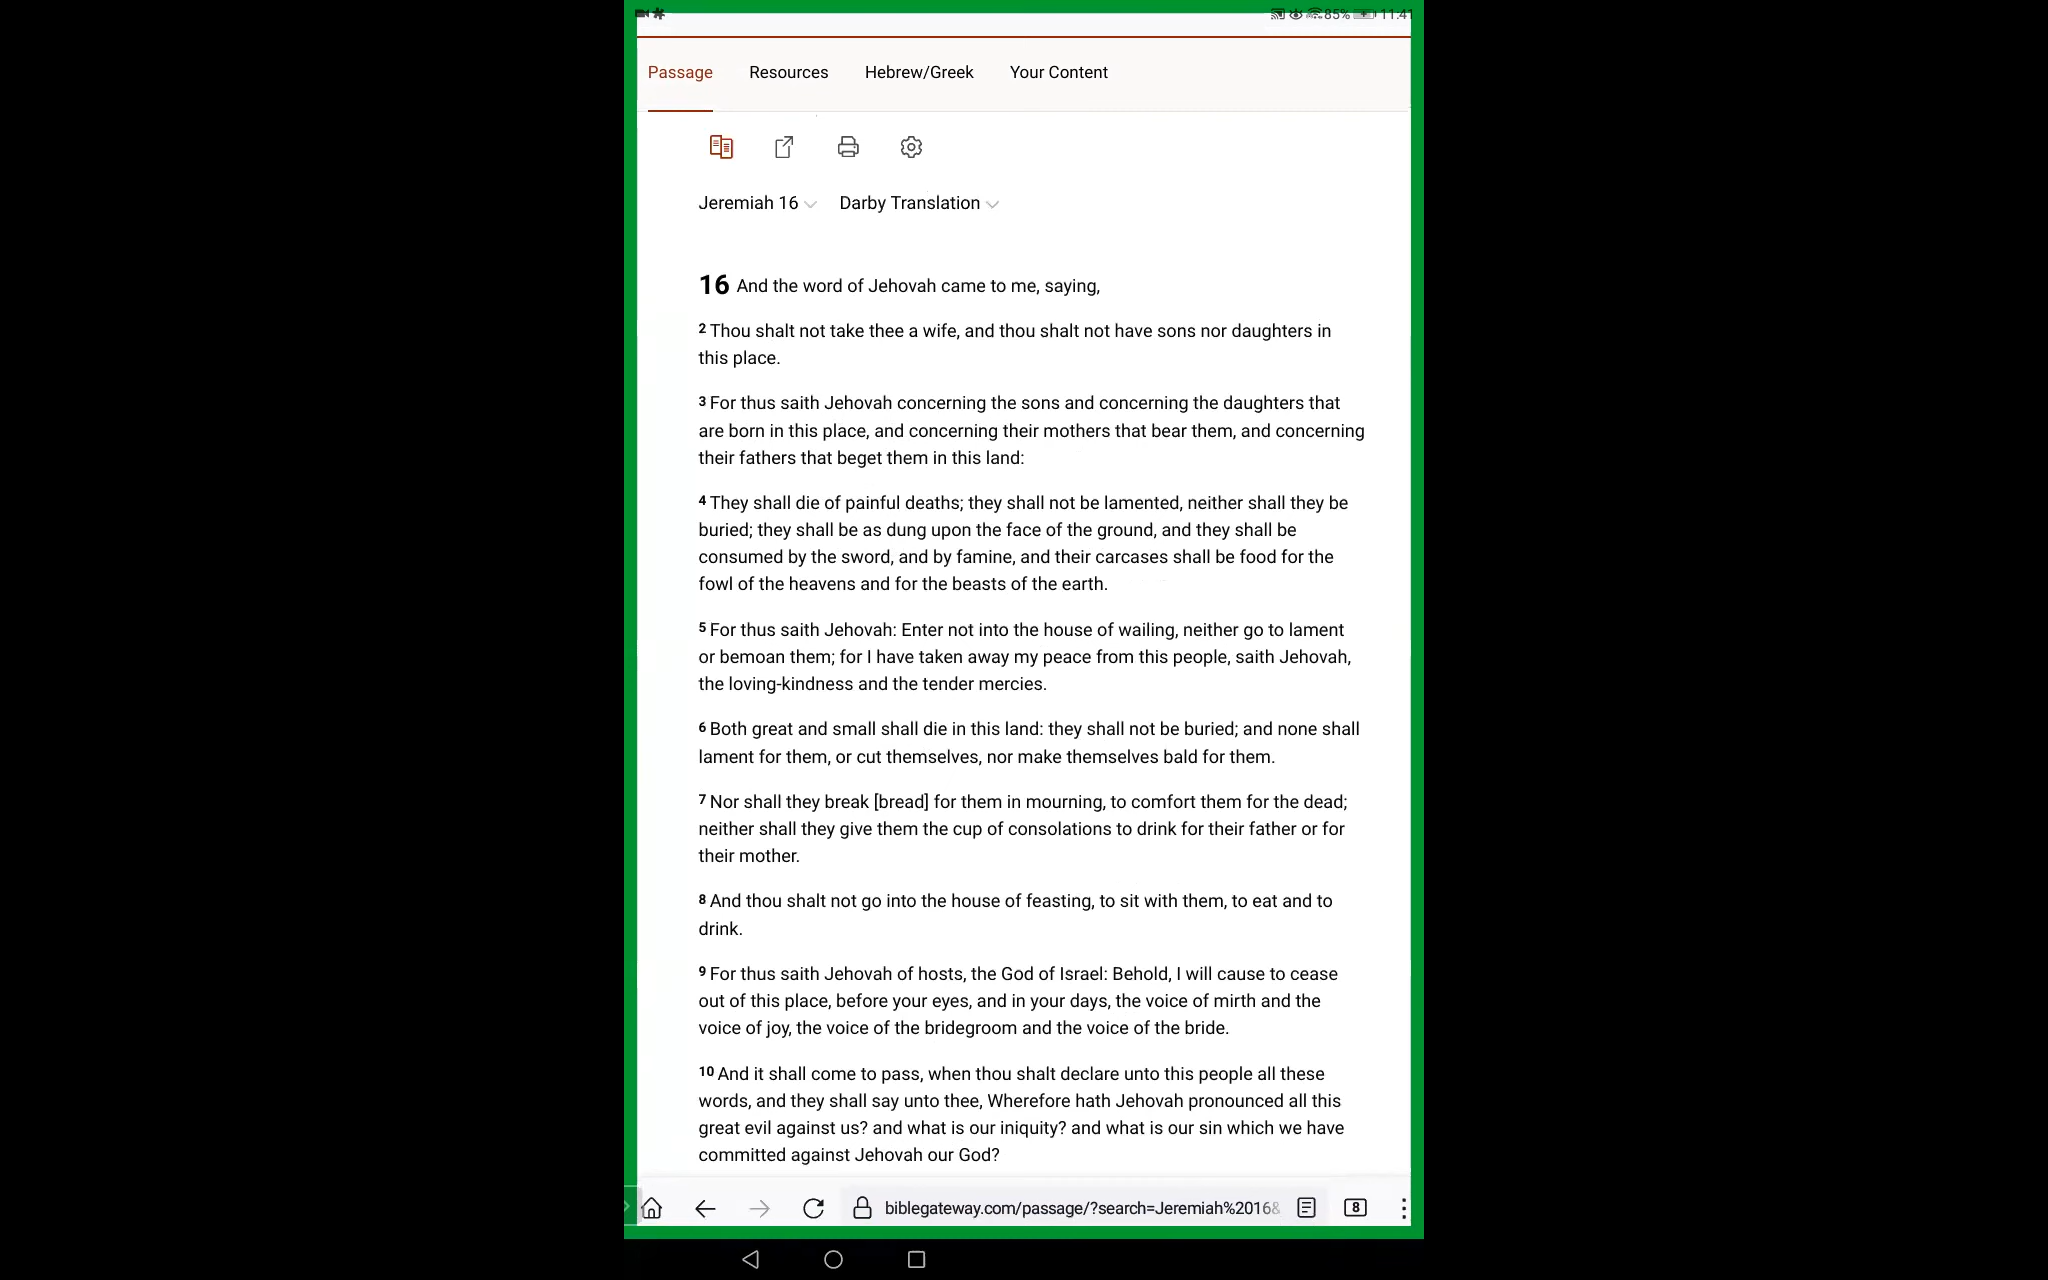 85% 11:41
Passage Resources Hebrew/Greek Your Content
Jeremiah 16 Darby Translation
16 And the word of Jehovah came to me, saying,
2 Thou shalt not take thee a wife, and thou shalt not have sons nor daughters in
this place.
3 For thus saith Jehovah concerning the sons and concerning the daughters that
are born in this place, and concerning their mothers that bear them, and concerning
their fathers that beget them in this land:
4 They shall die of painful deaths; they shall not be lamented, neither shall they be
buried; they shall be as dung upon the face of the ground, and they shall be
consumed by the sword, and by famine, and their carcases shall be food for the
fowl of the heavens and for the beasts of the earth.
5 For thus saith Jehovah: Enter not into the house of wailing, neither go to lament
or bemoan them; for I have taken away my peace from this people, saith Jehovah,
the loving-kindness and the tender mercies.
6 Both great and small shall die in this land: they shall not be buried; and none shall
lament for them, or cut themselves, nor make themselves bald for them.
7 Nor shall they break [bread] for them in mourning, to comfort them for the dead;
neither shall they give them the cup of consolations to drink for their father or for
their mother.
8 And thou shalt not go into the house of feasting, to sit with them, to eat and to
drink.
9 For thus saith Jehovah of hosts, the God of Israel: Behold, I will cause to cease
out of this place, before your eyes, and in your days, the voice of mirth and the
voice of joy, the voice of the bridegroom and the voice of the bride.
10 And it shall come to pass, when thou shalt declare unto this people all these
words, and they shall say unto thee, Wherefore hath Jehovah pronounced all this
great evil against us? and what is our iniquity? and what is our sin which we have
committed against Jehovah our God?
biblegateway.com/passage/?search=Jeremiah%2016& 8